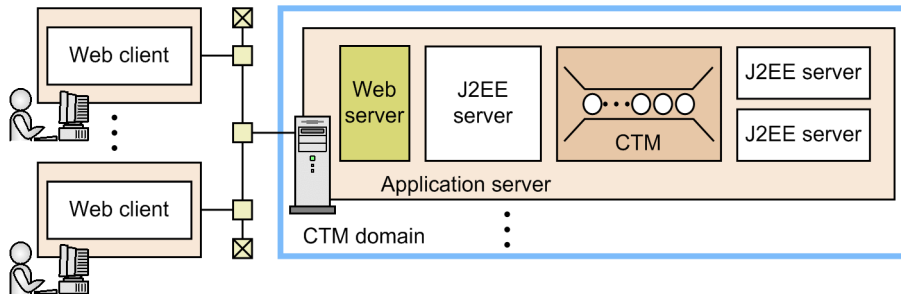 Web client
Web client
Web
server
J2EE
server
CTM
J2EE server
J2EE server
Application server
CTM domain